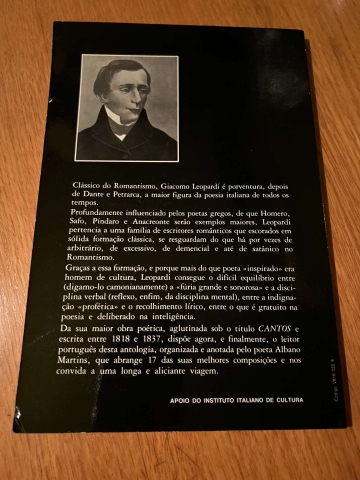 Clássico do Romantismo, Giacomo Leopardi é porventura, depois
de Dante e Petrarca, a maior figura da poesia italiana de todos os
tempos.
Profundamente influenciado pelos poetas gregos, de que Homero,
Safo, Píndaro e Anacreonte serão exemplos maiores, Leopardi
pertencia a uma família de escritores românticos que escorados em
sólida formação clássica, se resguardam do que há por vezes de
arbitrário, de excessivo, de demencial e até de satânico no
Romantismo.
Graças a essa formação, e porque mais do que poeta «inspirado» era
homem de cultura, Leopardi consegue o difícil equilíbrio entre
(digamo-lo camonianamente) a «fúria grande e sonorosa» e a disci-
plina verbal (reflexo, enfim, da disciplina mental), entre a indigna-
ção «profética» e o recolhimento lírico, entre o que é gratuito na
poesia e deliberado na inteligência.
Da sua maior obra poética, aglutinada sob o título CANTOS e
escrita entre 1818 e 1837, dispõe agora, e finalmente, o leitor
português desta antologia, organizada e anotada pelo poeta Albano
Martins, que abrange 17 das suas melhores composições e nos
convida a uma longa e aliciante viagem.
APOIO DO INSTITUTO ITALIANO DE CULTURA